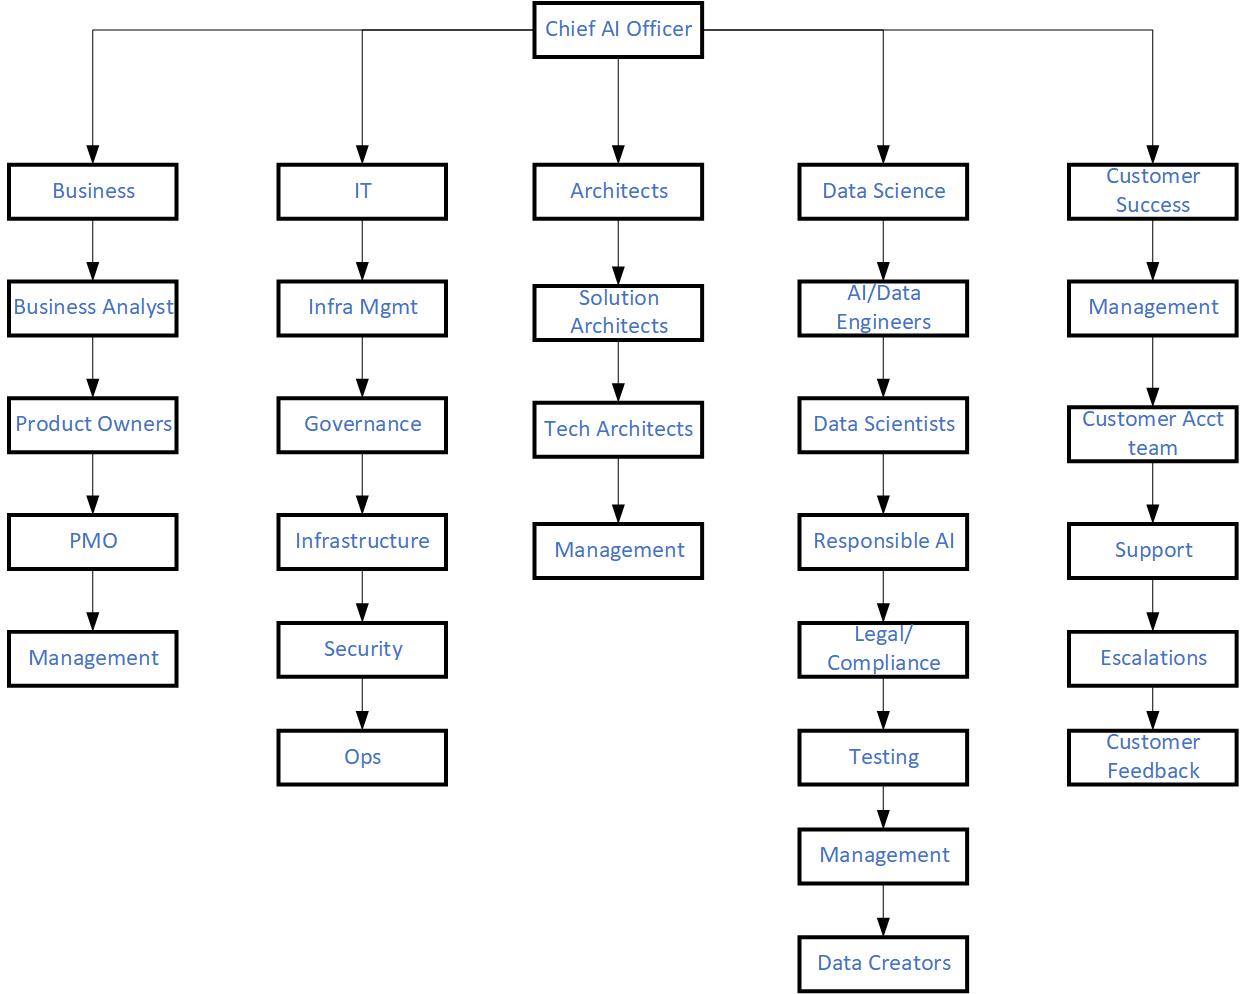 Chief AI Officer
Business
Business Analyst
Product Owners
PMO
Management
IT
Infra Mgmt
Governance
Infrastructure
Security
Ops
Architects
Solution
Architects
Tech Architects
Management
Data Science
AI/Data
Engineers
Data Scientists
Responsible AI
Legal/
Compliance
Testing
Management
Data Creators
Customer
Success
Management
Customer Acct
team
Support
Escalations
Customer
Feedback